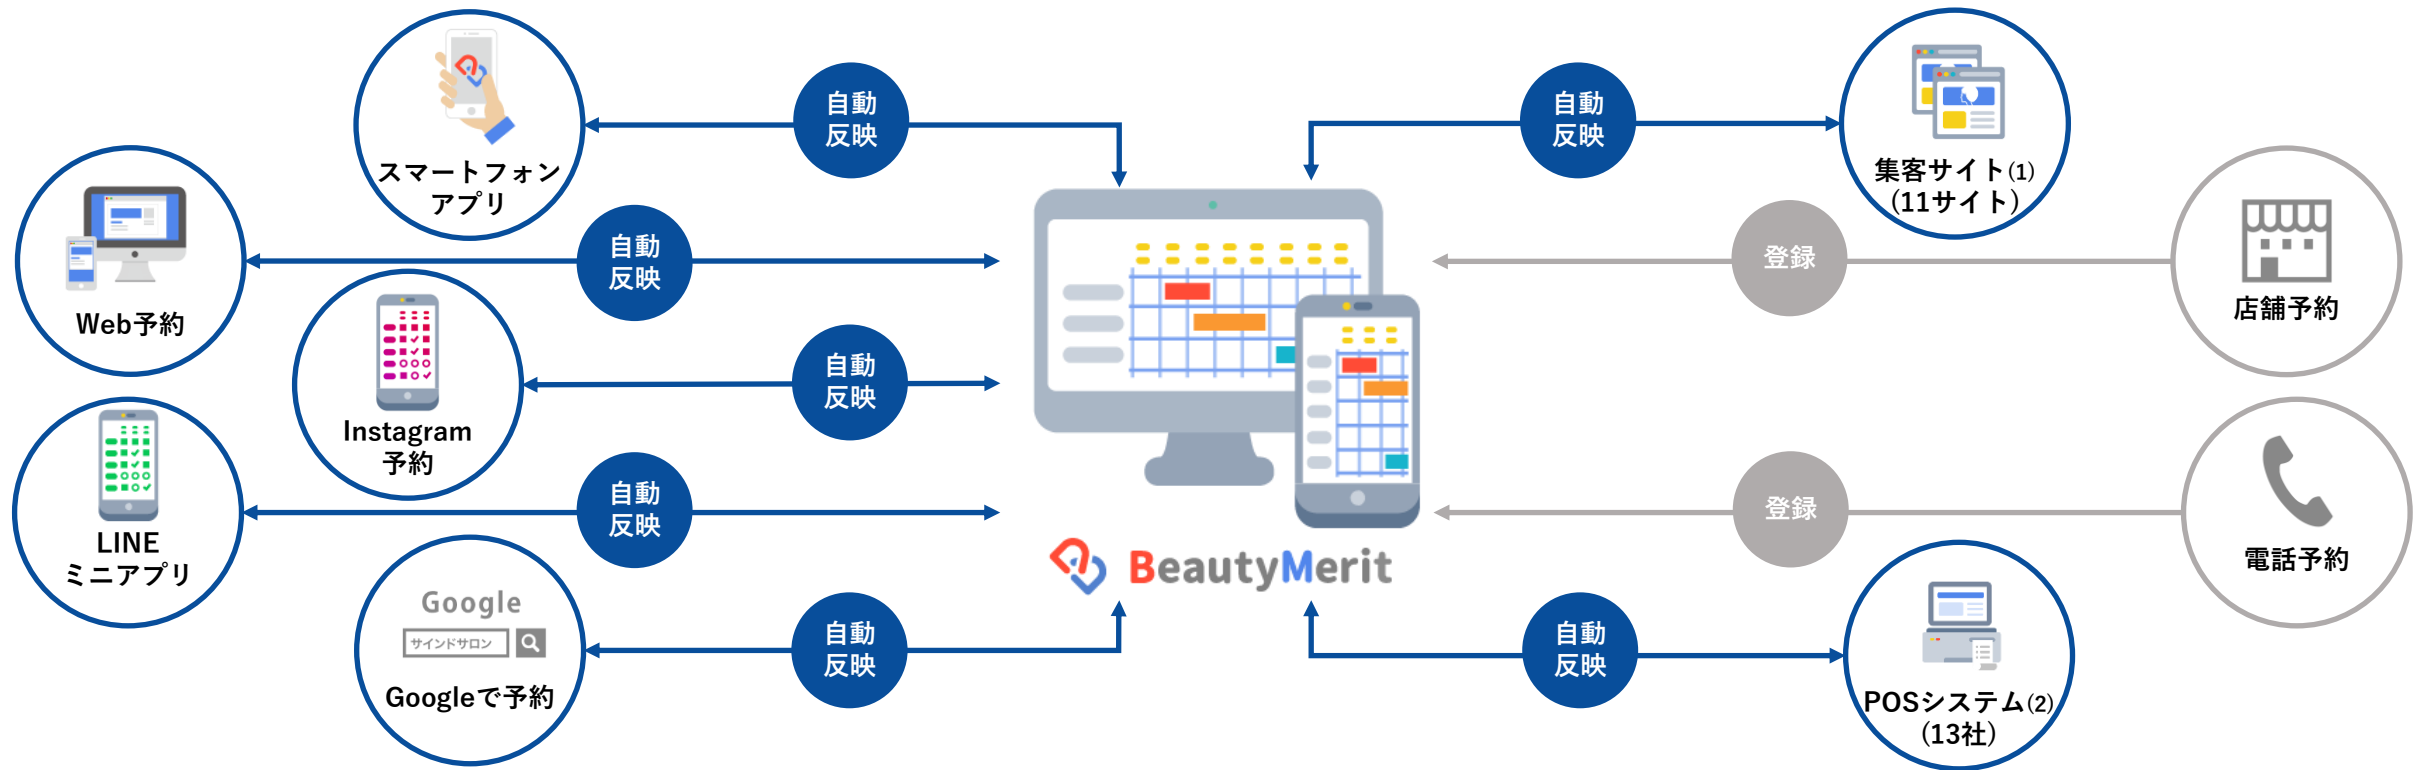 スマートフォン
アプリ
自動
反映
自動
反映
集客サイト(1)
(11サイト)
Web予約
自動
反映
登録
店舗予約
Instagram
予約
自動
反映
LINE
ミニアプリ
自動
反映
登録
電話予約
BeautyMerit
Google
サインドサロン
Googleで予約
自動
反映
自動
反映
POSシステム(2)
(13社)